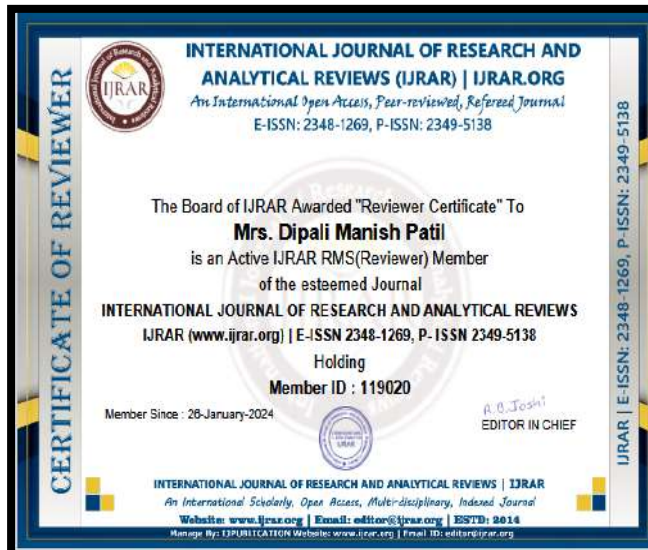 INTERNATIONAL JOURNAL OF RESEARCH AND
ANALYTICAL REVIEWS (IJRAR) | IJRAR.ORG
An International Open Access, Peer-reviewed, Refereed Journal
E-ISSN: 2348-1269, P-ISSN: 2349-5138
IJRAR
CERTIFICATE OF REVIEWER
The Board of IJRAR Awarded "Reviewer Certificate" To
Mrs. Dipali Manish Patil
is an Active IJRAR RMS(Reviewer) Member
of the esteemed Journal
INTERNATIONAL JOURNAL OF RESEARCH AND ANALYTICAL REVIEWS
IJRAR (www.ijrar.org) | E-ISSN 2348-1269, P- ISSN 2349-5138
Holding
Member ID : 119020
Member Since : 26-January-2024
A.B.Joshi
EDITOR IN CHIEF
INTERNATIONAL JOURNAL OF RESEARCH AND ANALYTICAL REVIEWS | IJRAR
An International Scholarly, Open Access, Multi-disciplinary, Indexed Journal
Website: www.ijrar.org | Email: editor@ijrar.org | ESTD: 2014
Manage By: IJPUBLICATION Website: www.ijrar.org | Email ID: editor@ijrar.org
IJRAR | E-ISSN: 2348-1269, P-ISSN: 2349-5138